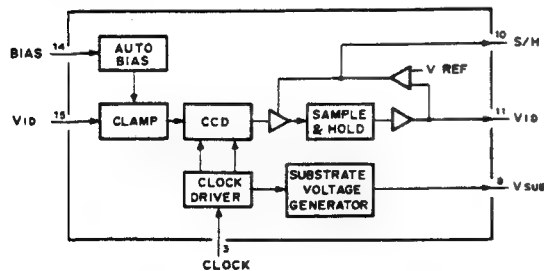 10
S/H
BIAS
14
AUTO
BIAS
V REF
VID
15
CLAMP
CCD
SAMPLE
& HOLD
11
VID
CLOCK
DRIVER
SUBSTRATE
VOLTAGE
GENERATOR
9
VSUB
3
CLOCK